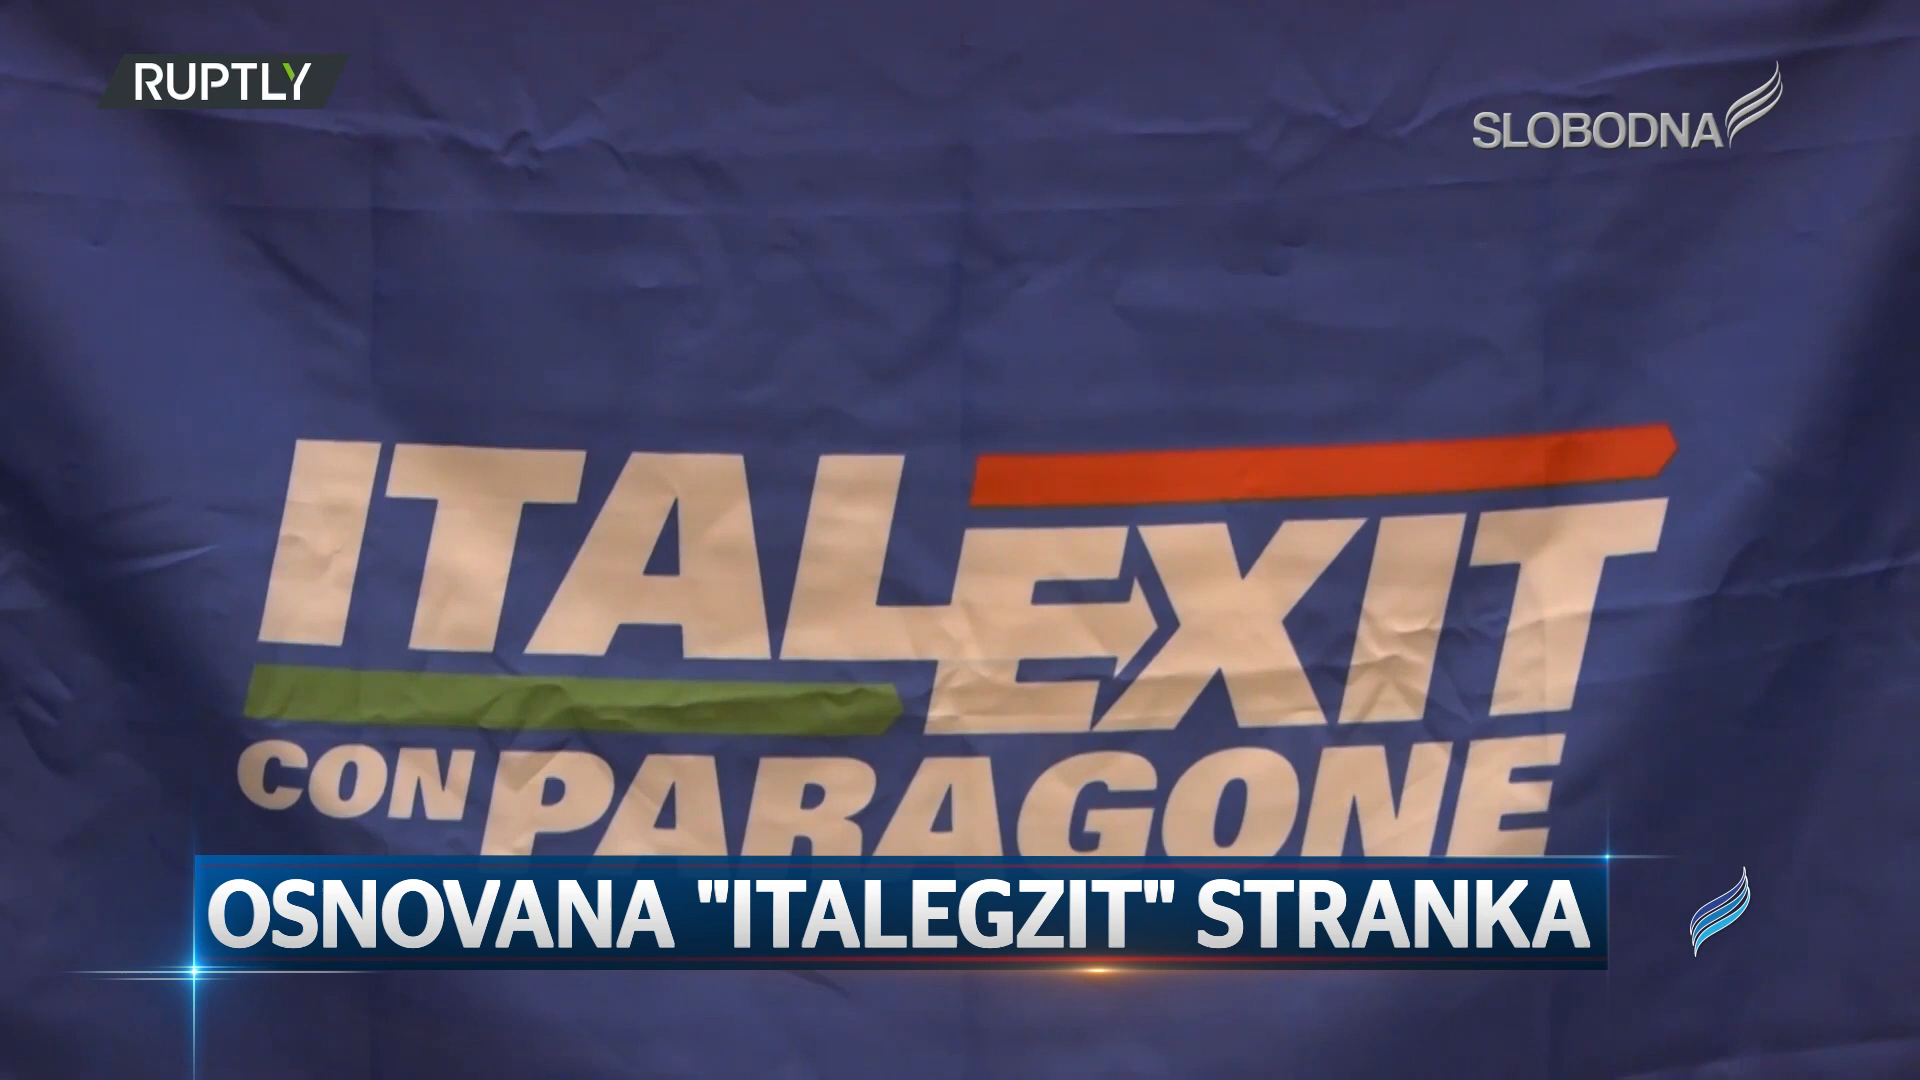 RUPTLY
SLOBODNA
ITALEXIT
CON PARAGONE
OSNOVANA "ITALEGZIT" STRANKA